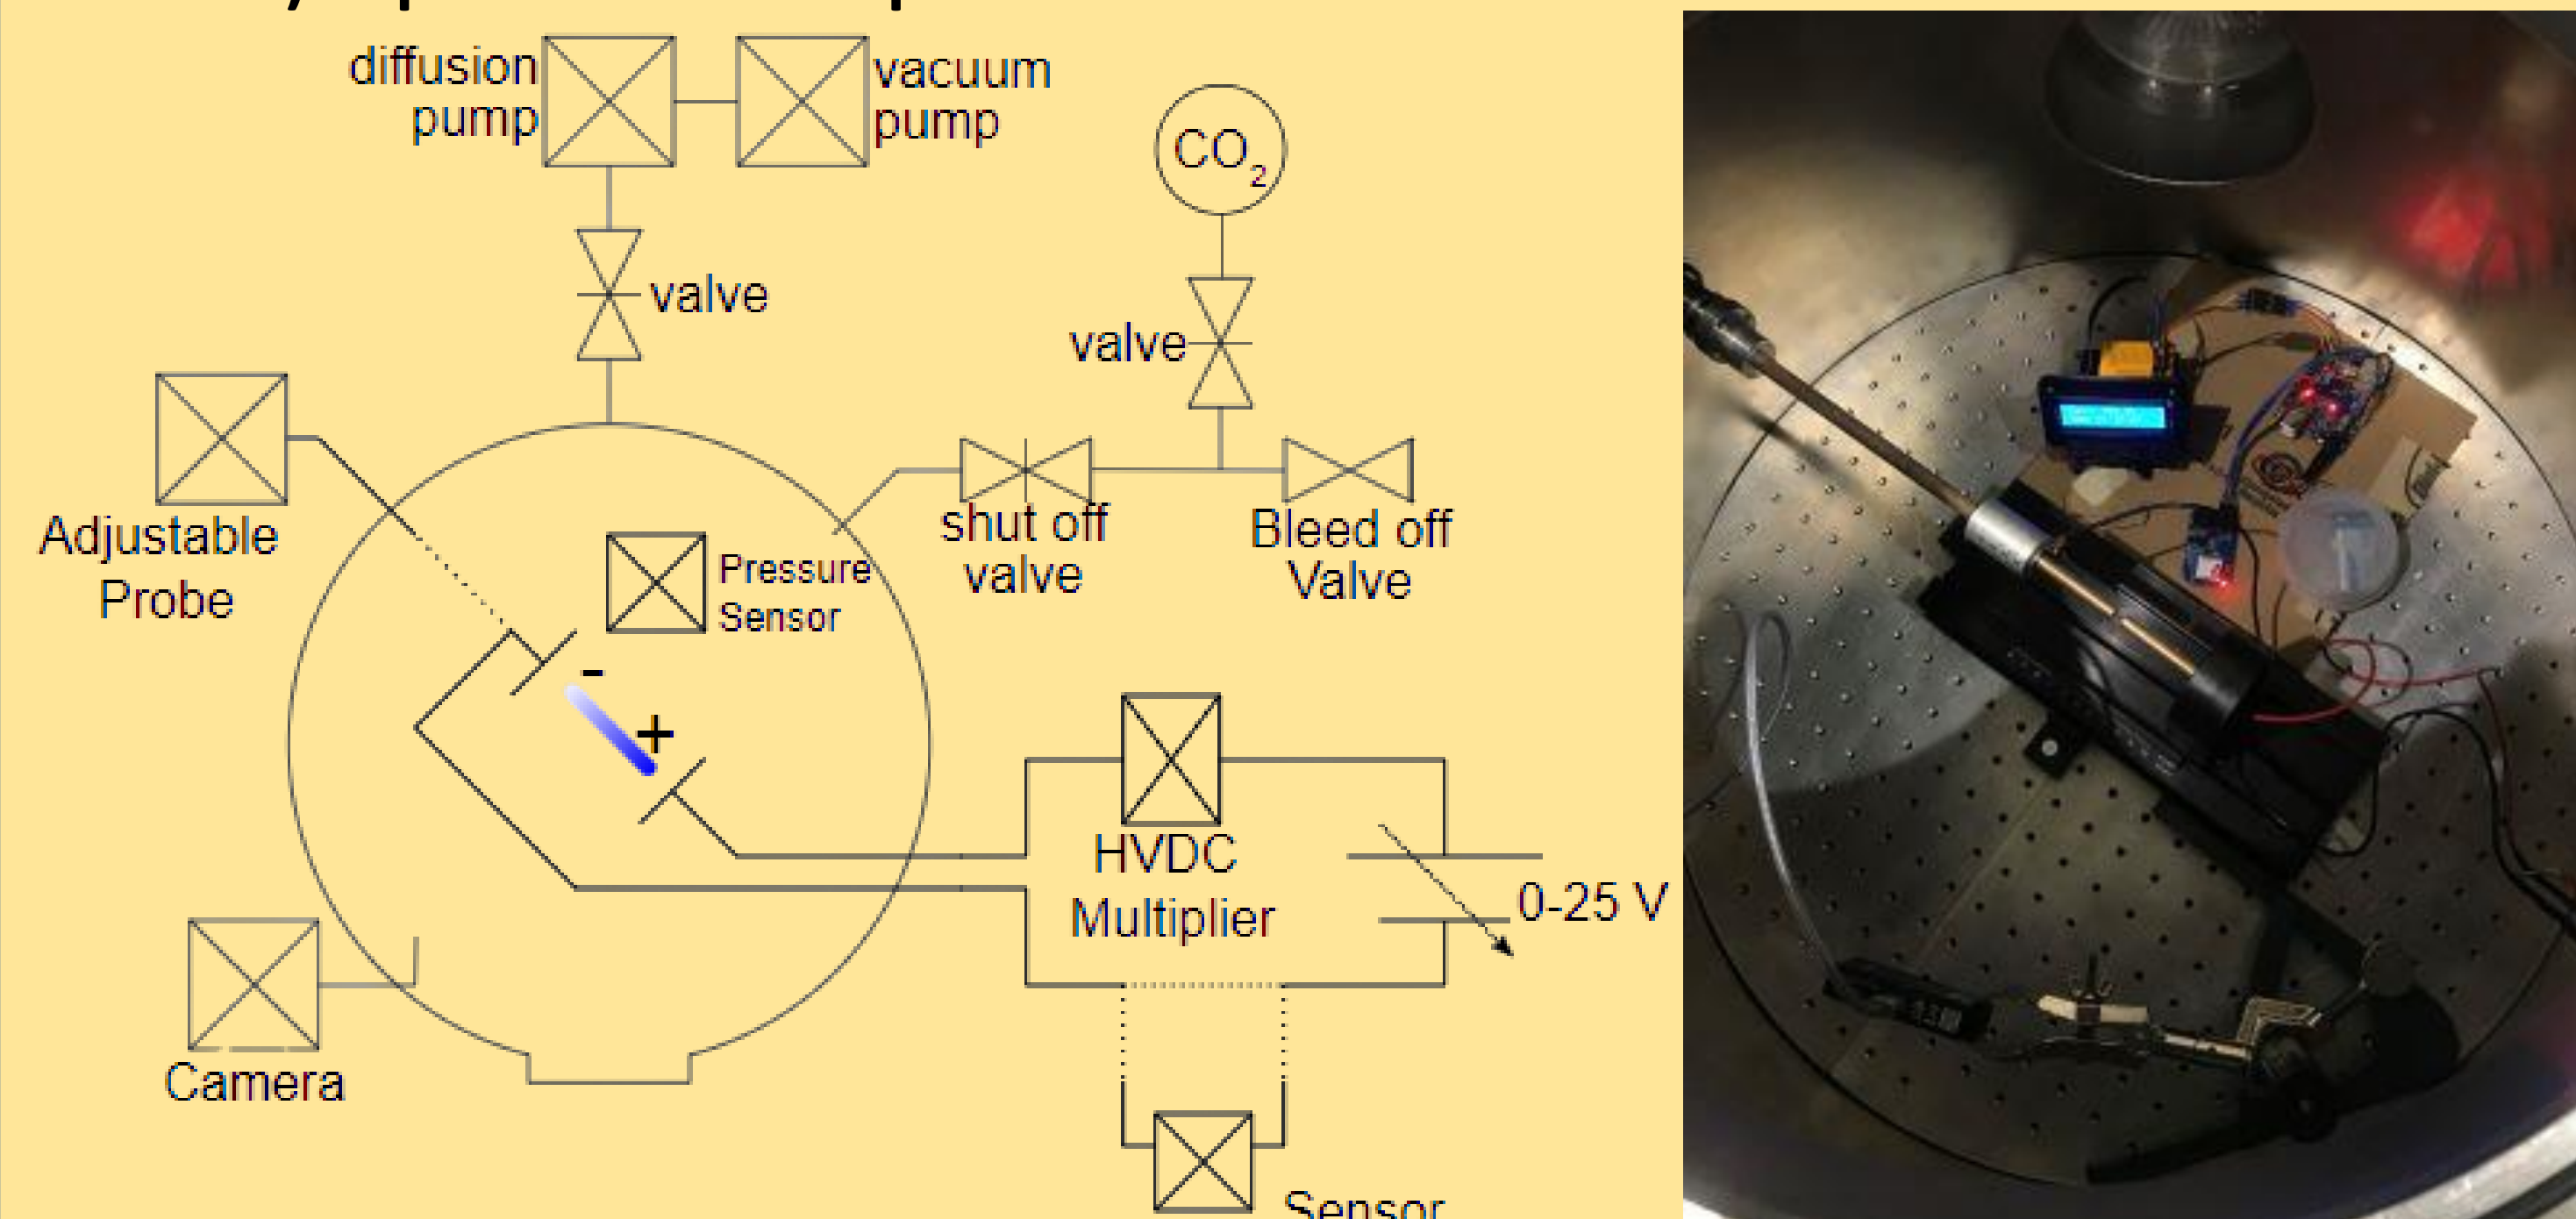 diffusion
pump
vacuum
pump
CO₂
valve
valve
Adjustable
Probe
Pressure
Sensor
shut off
valve
Bleed off
Valve
-
+
HVDC
Multiplier
0-25 V
Camera
Sensor